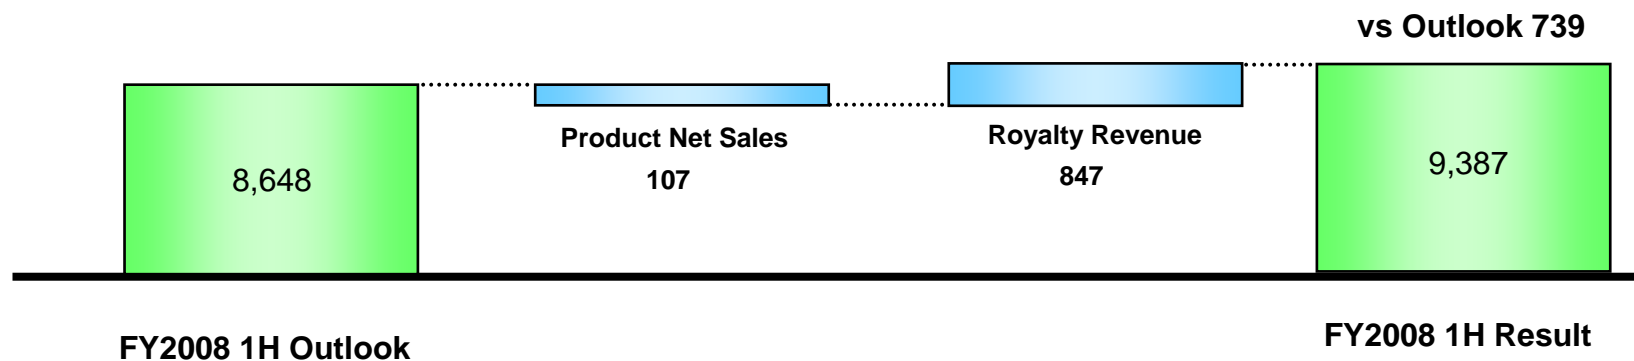 vs Outlook 739
Product Net Sales
107
Royalty Revenue
847
8,648
9,387
FY2008 1H Outlook
FY2008 1H Result